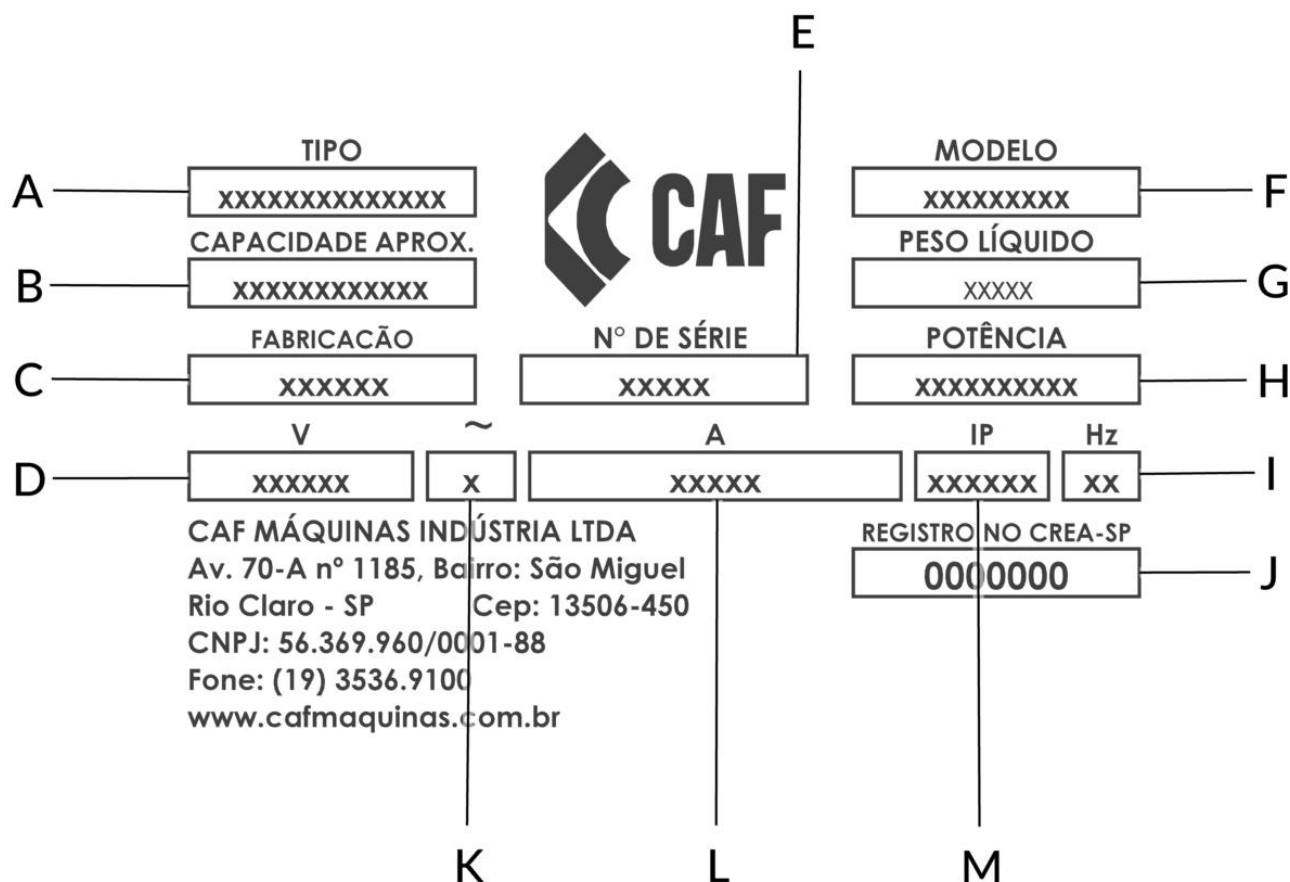 E
TIPO
CAF
MODELO
A xxxxxxxxxxxxxx xxxxxxxxx F
CAPACIDADE APROX. PESO LÍQUIDO
B xxxxxxxxxxxx xxxxx G
FABRICACÃO N° DE SÉRIE POTÊNCIA
C xxxxxx xxxxx xxxxxxxxxx H
V ~ A IP Hz
D xxxxxx x xxxxx xxxxxx xx I
CAF MÁQUINAS INDÚSTRIA LTDA
REGISTRO NO CREA-SP
Av. 70-A nº 1185, Bairro: São Miguel
0000000 J
Rio Claro - SP Cep: 13506-450
CNPJ: 56.369.960/0001-88
Fone: (19) 3536.9100
www.cafmaquinas.com.br
K L M